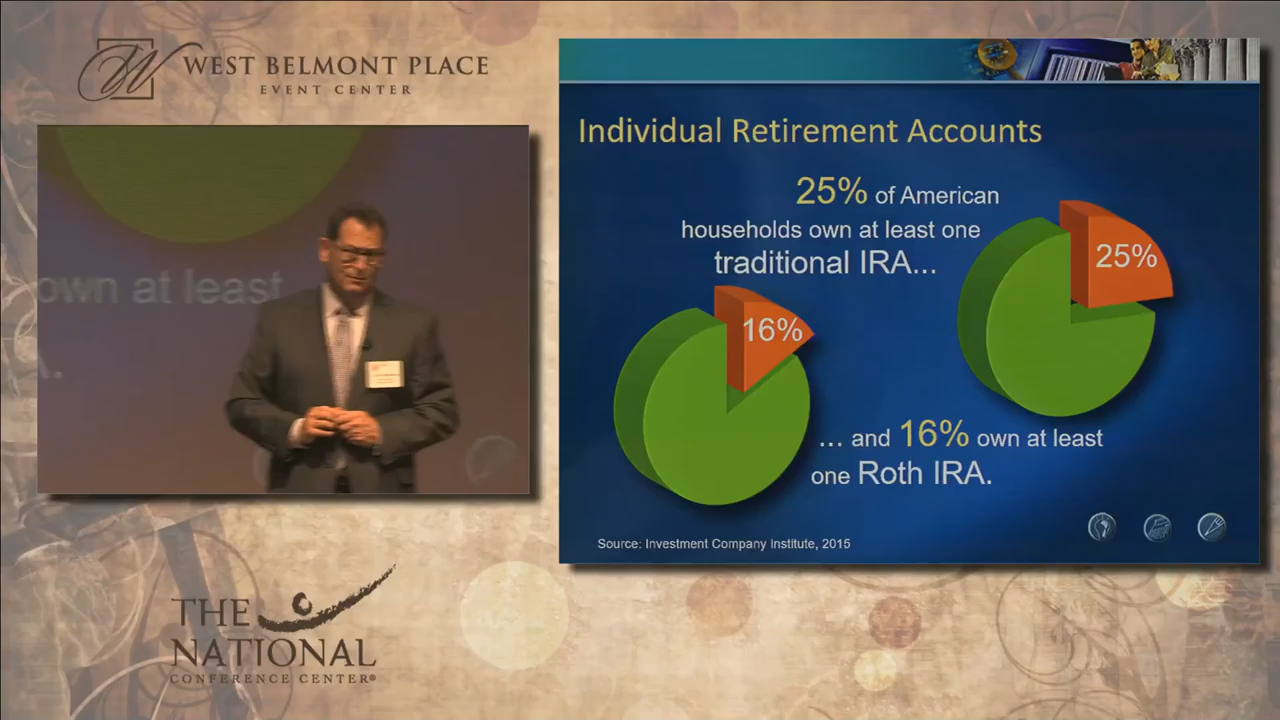 WEST BELMONT PLACE
EVENT CENTER
own at least
Individual Retirement Accounts
25% of American
households own at least one
traditional IRA...
25%
16%
... and 16% own at least
one Roth IRA.
Source: Investment Company Institute, 2015
THE
NATIONAL
CONFERENCE CENTER®